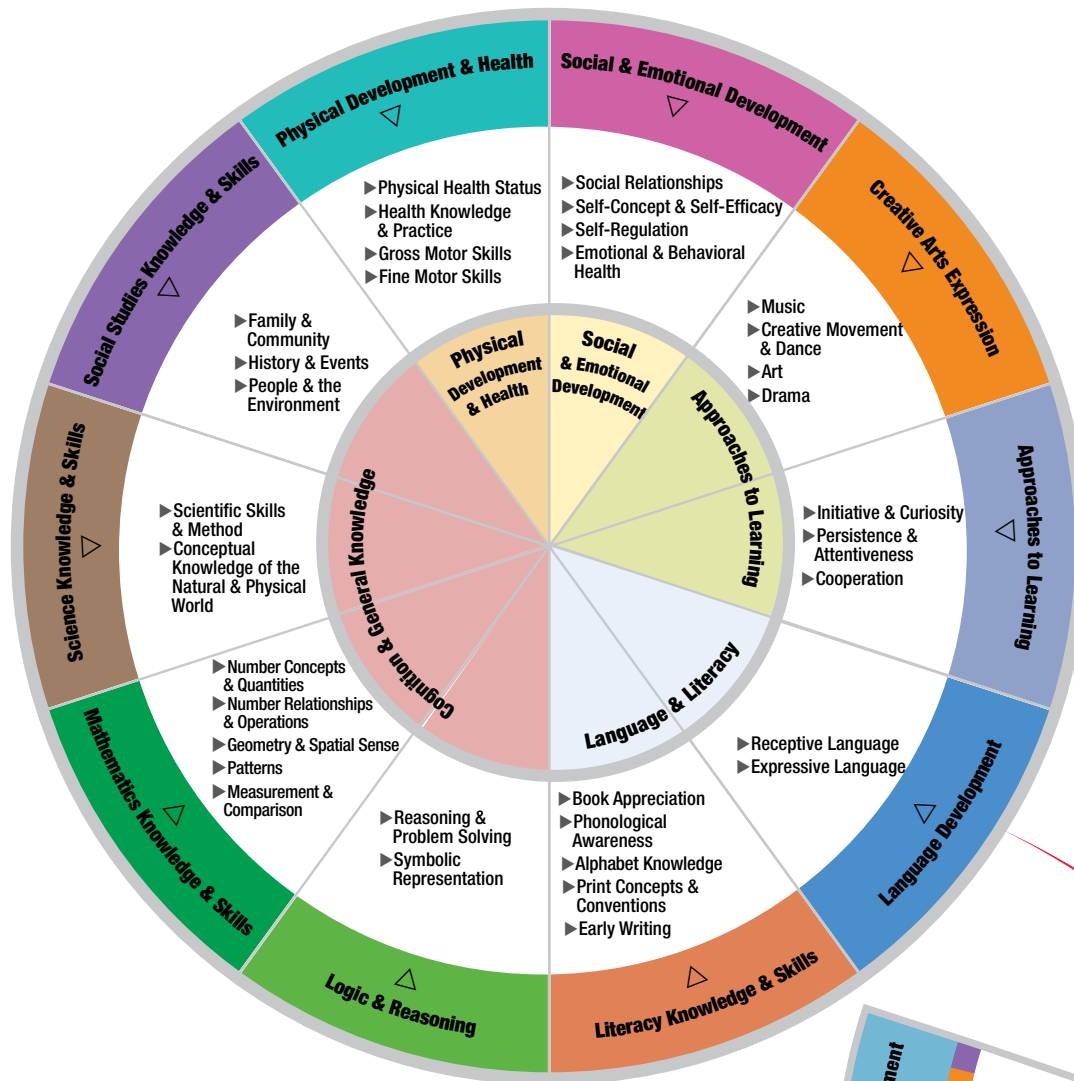 Physical Development & Health
Social & Emotional Development
Creative Arts Expression
Approaches to Learning
Language Development
Literacy Knowledge & Skills
Logic & Reasoning
Mathematics Knowledge & Skills
Science Knowledge & Skills
Social Studies Knowledge & Skills
▶Physical Health Status
▶Health Knowledge
& Practice
▶Gross Motor Skills
▶Fine Motor Skills
▶Social Relationships
▶Self-Concept & Self-Efficacy
▶Self-Regulation
▶Emotional & Behavioral
Health
▶Music
▶Creative Movement
& Dance
▶Art
▶Drama
▶Initiative & Curiosity
▶Persistence &
Attentiveness
▶Cooperation
▶Receptive Language
▶Expressive Language
▶Book Appreciation
▶Phonological
Awareness
▶Alphabet Knowledge
▶Print Concepts &
Conventions
▶Early Writing
▶Reasoning &
Problem Solving
▶Symbolic
Representation
▶Number Concepts
& Quantities
▶Number Relationships
& Operations
▶Geometry & Spatial Sense
▶Patterns
▶Measurement &
Comparison
▶Scientific Skills
& Method
▶Conceptual
Knowledge of the
Natural & Physical
World
▶Family &
Community
▶History & Events
▶People & the
Environment
Physical
Development
& Health
Social
& Emotional
Development
Approaches to Learning
Language & Literacy
Cognition & General Knowledge